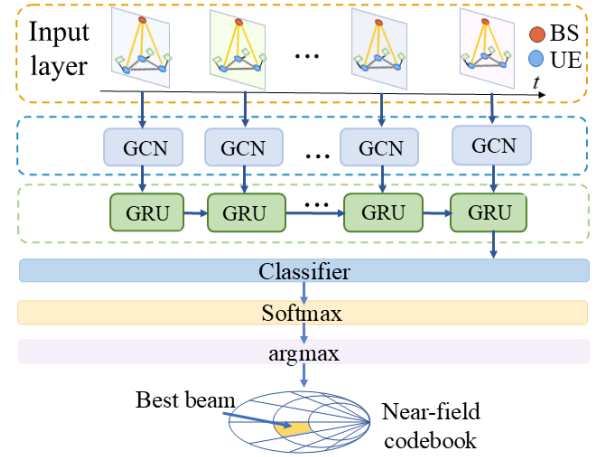 Input
layer
BS
UE
...
t
GCN
GCN
...
GCN
GCN
GRU
GRU
...
GRU
GRU
Classifier
Softmax
argmax
Best beam
Near-field
codebook